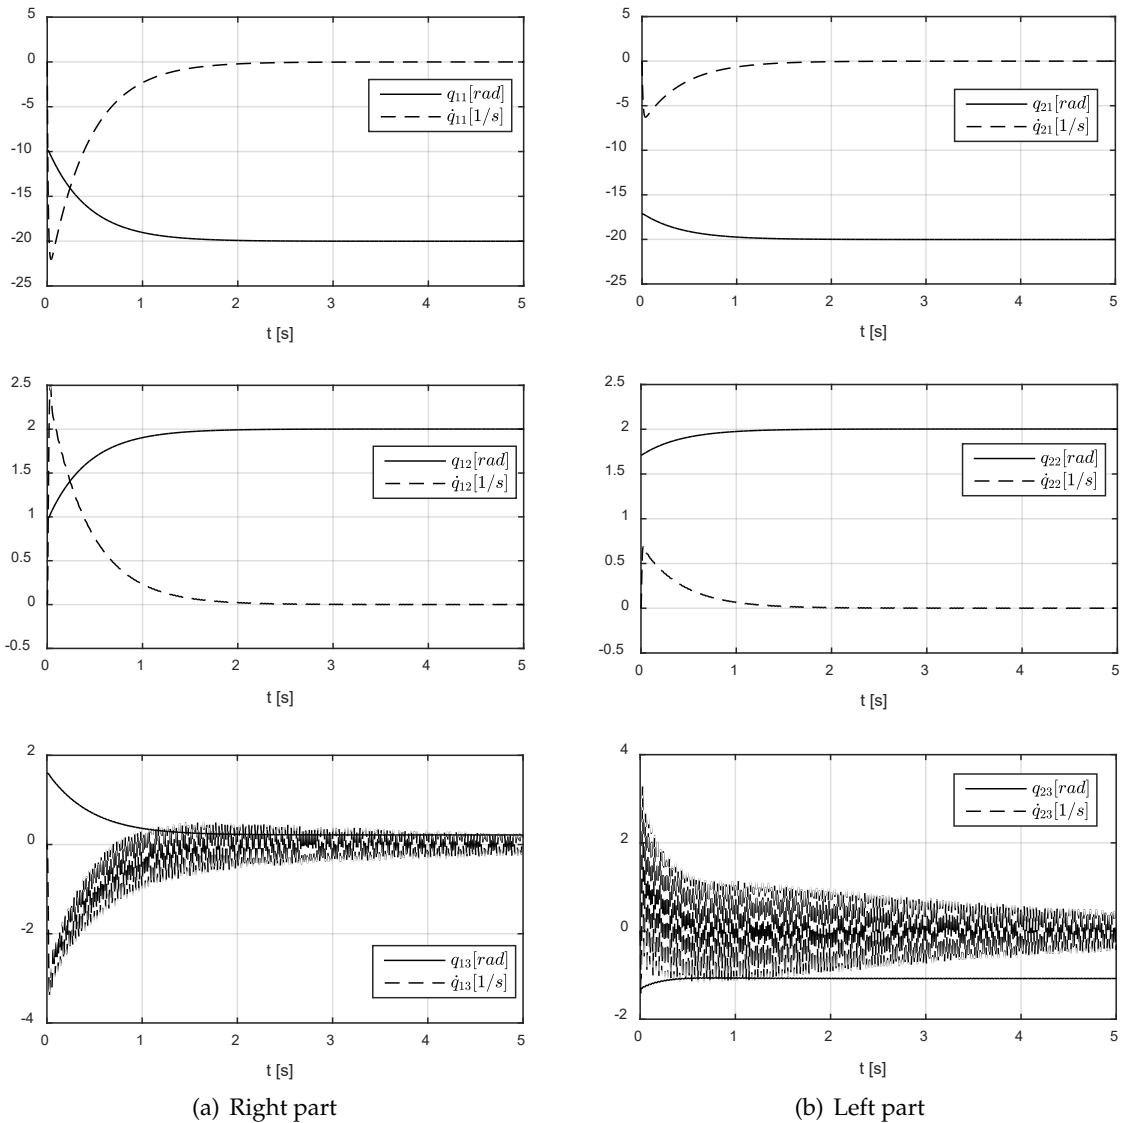 5
0
-5
-10
-15
-20
-25
0 1 2 3 4 5
t [s]
q₁₁[rad]
q̇₁₁[1/s]
5
0
-5
-10
-15
-20
-25
0 1 2 3 4 5
t [s]
q₂₁[rad]
q̇₂₁[1/s]
2.5
2
1.5
1
0.5
0
-0.5
0 1 2 3 4 5
t [s]
q₁₂[rad]
q̇₁₂[1/s]
2.5
2
1.5
1
0.5
0
-0.5
0 1 2 3 4 5
t [s]
q₂₂[rad]
q̇₂₂[1/s]
2
0
-2
-4
0 1 2 3 4 5
t [s]
q₁₃[rad]
q̇₁₃[1/s]
4
2
0
-2
0 1 2 3 4 5
t [s]
q₂₃[rad]
q̇₂₃[1/s]
(a) Right part
(b) Left part